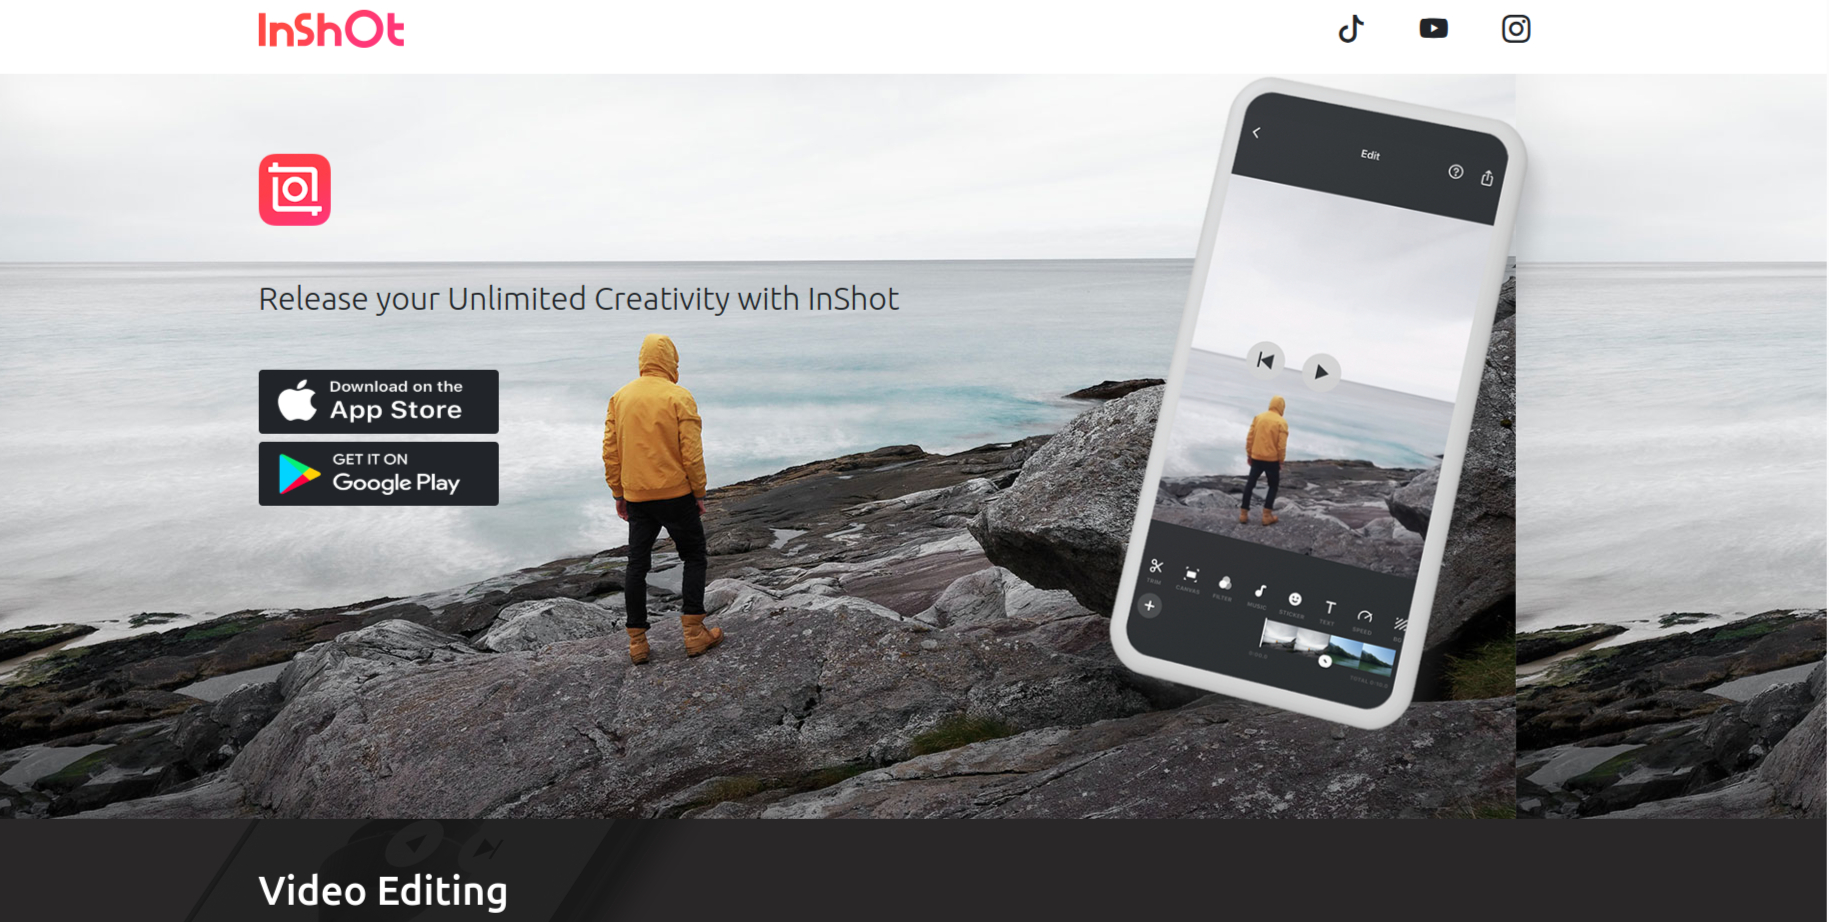 InShOt
Edit
Release your Unlimited Creativity with InShot
Download on the
App Store
GET IT ON
Google Play
TRIM
CANVAS
FILTER
MUSIC
STICKER
TEXT
SPEED
Video Editing